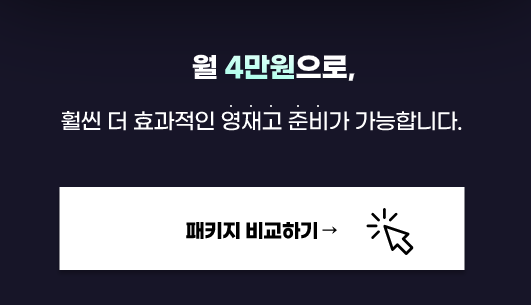 월 4만원으로,
훨씬 더 효과적인 영재고 준비가 가능합니다.
패키지 비교하기 →